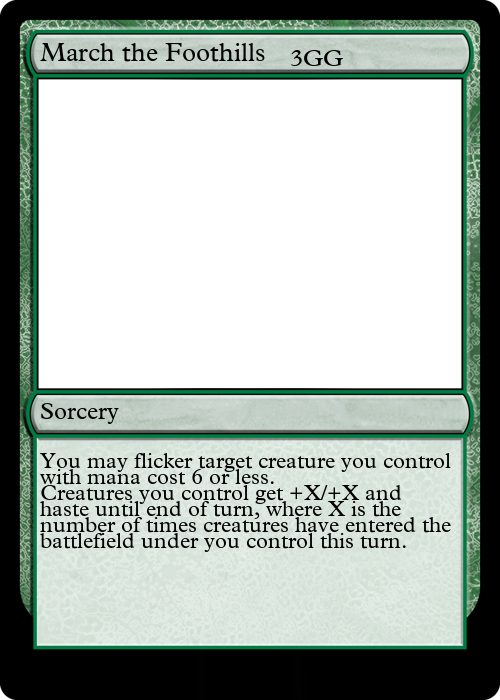 March the Foothills 3GG
Sorcery
You may flicker target creature you control
with mana cost 6 or less.
Creatures you control get +X/+X and
haste until end of turn, where X is the
number of times creatures have entered the
battlefield under you control this turn.